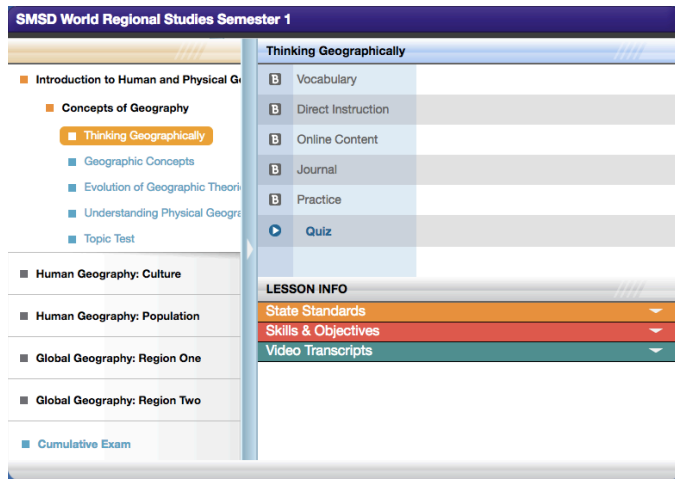 SMSD World Regional Studies Semester 1
Introduction to Human and Physical Ge
Concepts of Geography
Thinking Geographically
Geographic Concepts
Evolution of Geographic Theori
Understanding Physical Geogra
Topic Test
Human Geography: Culture
Human Geography: Population
Global Geography: Region One
Global Geography: Region Two
Cumulative Exam
Thinking Geographically
B Vocabulary
B Direct Instruction
B Online Content
B Journal
B Practice
Quiz
LESSON INFO
State Standards
Skills & Objectives
Video Transcripts